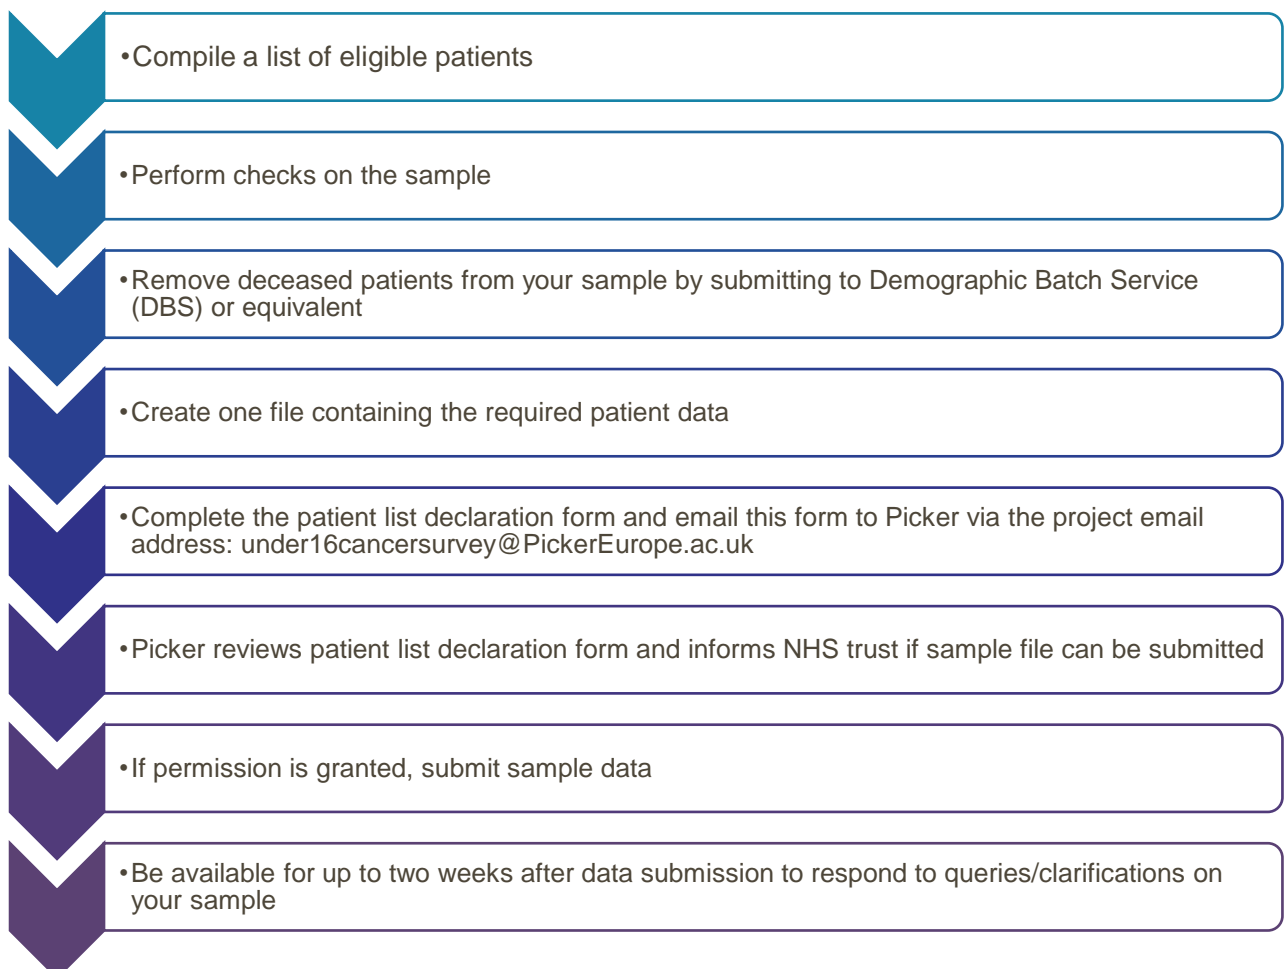 •Compile a list of eligible patients
•Perform checks on the sample
•Remove deceased patients from your sample by submitting to Demographic Batch Service
(DBS) or equivalent
•Create one file containing the required patient data
•Complete the patient list declaration form and email this form to Picker via the project email
address: under16cancersurvey@PickerEurope.ac.uk
•Picker reviews patient list declaration form and informs NHS trust if sample file can be submitted
•If permission is granted, submit sample data
•Be available for up to two weeks after data submission to respond to queries/clarifications on
your sample